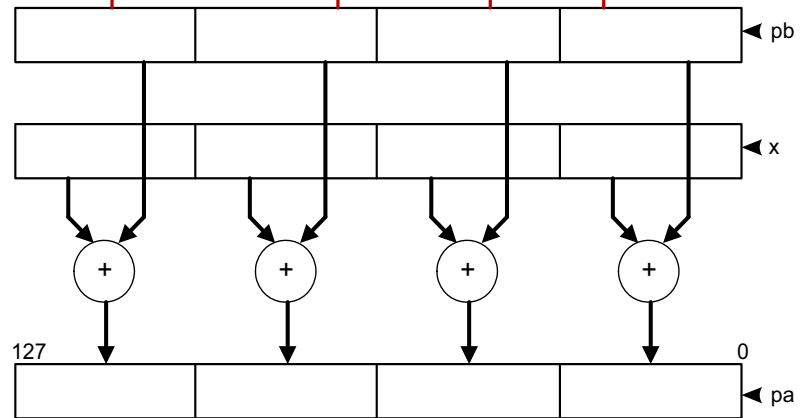 pb
x
+ + + +
127 0
pa